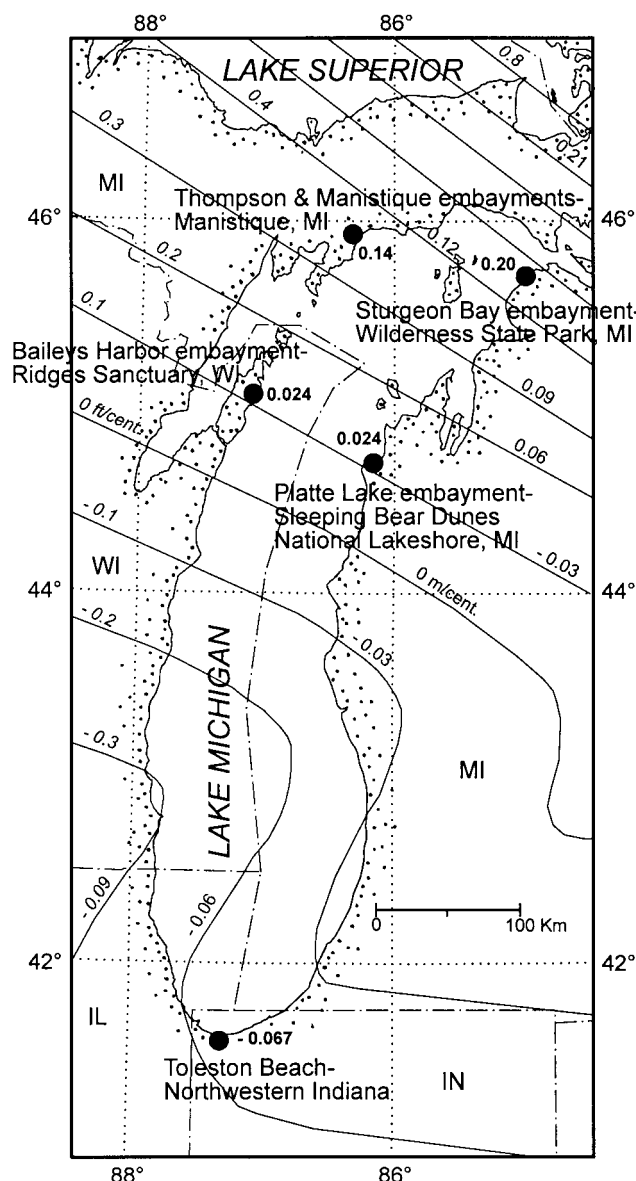 88° 86°
LAKE SUPERIOR
0.8
0.4
0.3
0.21
MI
Thompson & Manistique embayments-
46° 46°
Manistique, MI
0.14
.12
0.20
0.2
Sturgeon Bay embayment-
Wilderness State Park, MI
0.1
Baileys Harbor embayment-
Ridges Sanctuary, WI
0.024
0.09
0 ft/cent.
0.06
0.024
Platte Lake embayment-
Sleeping Bear Dunes
National Lakeshore, MI
- 0.1
- 0.03
WI
0 m/cent.
44° 44°
- 0.2
- 0.03
LAKE MICHIGAN
- 0.3
MI
- 0.09
- 0.06
0 100 Km
42° 42°
IL
- 0.067
Toleston Beach-
Northwestern Indiana
IN
88° 86°